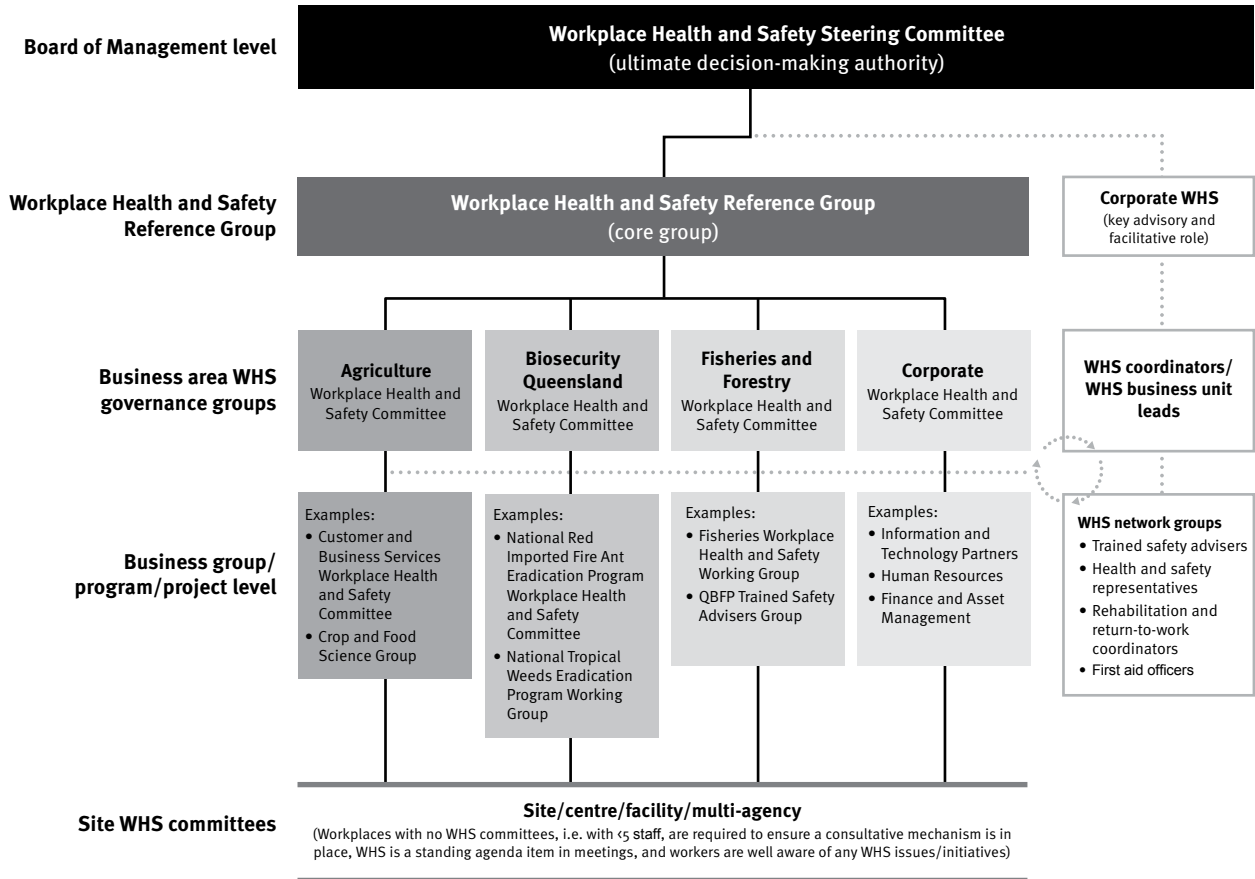 Board of Management level
Workplace Health and Safety Steering Committee
(ultimate decision-making authority)
Workplace Health and Safety
Reference Group
Workplace Health and Safety Reference Group
(core group)
Corporate WHS
(key advisory and
facilitative role)
Business area WHS
governance groups
Agriculture
Workplace Health and
Safety Committee
Biosecurity
Queensland
Workplace Health and
Safety Committee
Fisheries and
Forestry
Workplace Health and
Safety Committee
Corporate
Workplace Health and
Safety Committee
WHS coordinators/
WHS business unit
leads
Business group/
program/project level
Examples:
• Customer and
Business Services
Workplace Health
and Safety
Committee
• Crop and Food
Science Group
Examples:
• National Red
Imported Fire Ant
Eradication Program
Workplace Health
and Safety
Committee
• National Tropical
Weeds Eradication
Program Working
Group
Examples:
• Fisheries Workplace
Health and Safety
Working Group
• QBFP Trained Safety
Advisers Group
Examples:
• Information and
Technology Partners
• Human Resources
• Finance and Asset
Management
WHS network groups
• Trained safety advisers
• Health and safety
representatives
• Rehabilitation and
return-to-work
coordinators
• First aid officers
Site WHS committees
Site/centre/facility/multi-agency
(Workplaces with no WHS committees, i.e. with <5 staff, are required to ensure a consultative mechanism is in
place, WHS is a standing agenda item in meetings, and workers are well aware of any WHS issues/initiatives)